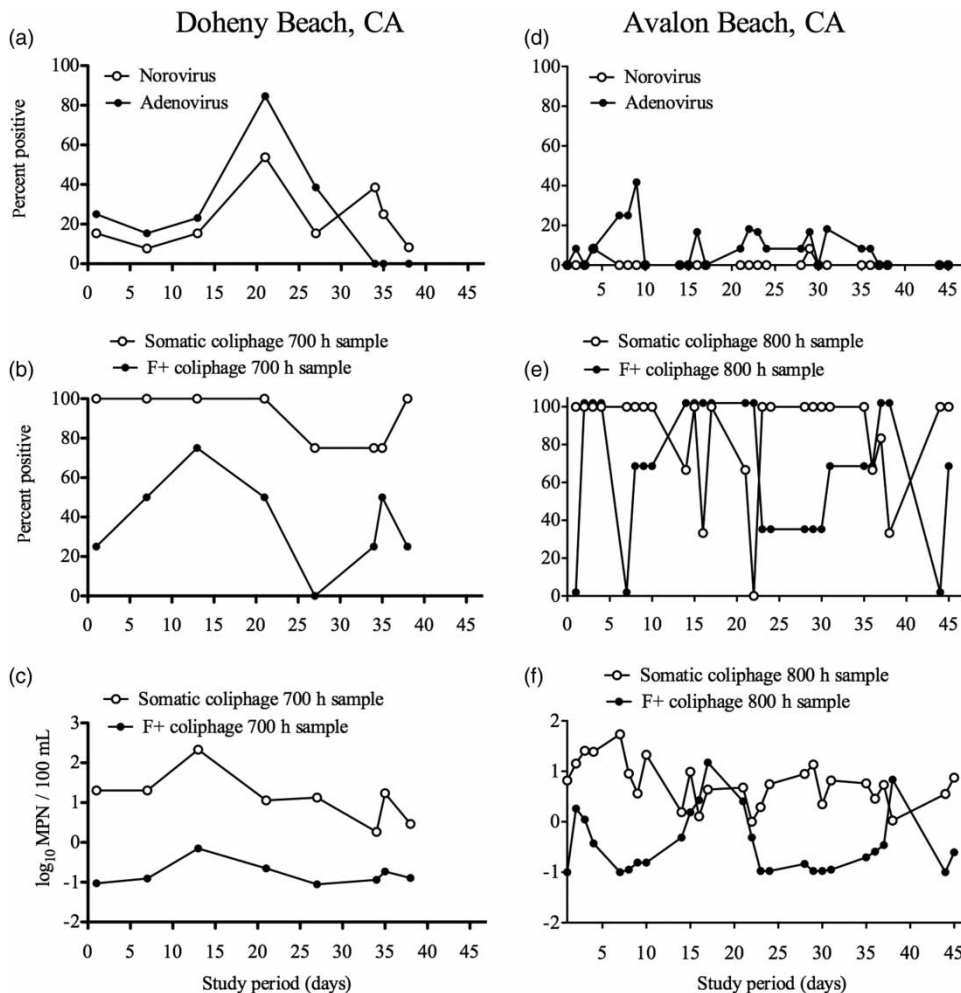 Doheny Beach, CA
(a)
Norovirus
Adenovirus
100
80
60
40
20
0
Percent positive
0 5 10 15 20 25 30 35 40 45
(b)
Somatic coliphage 700 h sample
F+ coliphage 700 h sample
100
80
60
40
20
0
Percent positive
0 5 10 15 20 25 30 35 40 45
(c)
Somatic coliphage 700 h sample
F+ coliphage 700 h sample
3
2
1
0
-1
-2
log10 MPN / 100 mL
0 5 10 15 20 25 30 35 40 45
Study period (days)
Avalon Beach, CA
(d)
Norovirus
Adenovirus
100
80
60
40
20
0
5 10 15 20 25 30 35 40 45
(e)
Somatic coliphage 800 h sample
F+ coliphage 800 h sample
100
80
60
40
20
0
0 5 10 15 20 25 30 35 40 45
(f)
Somatic coliphage 800 h sample
F+ coliphage 800 h sample
2
1
0
-1
-2
5 10 15 20 25 30 35 40 45
Study period (days)